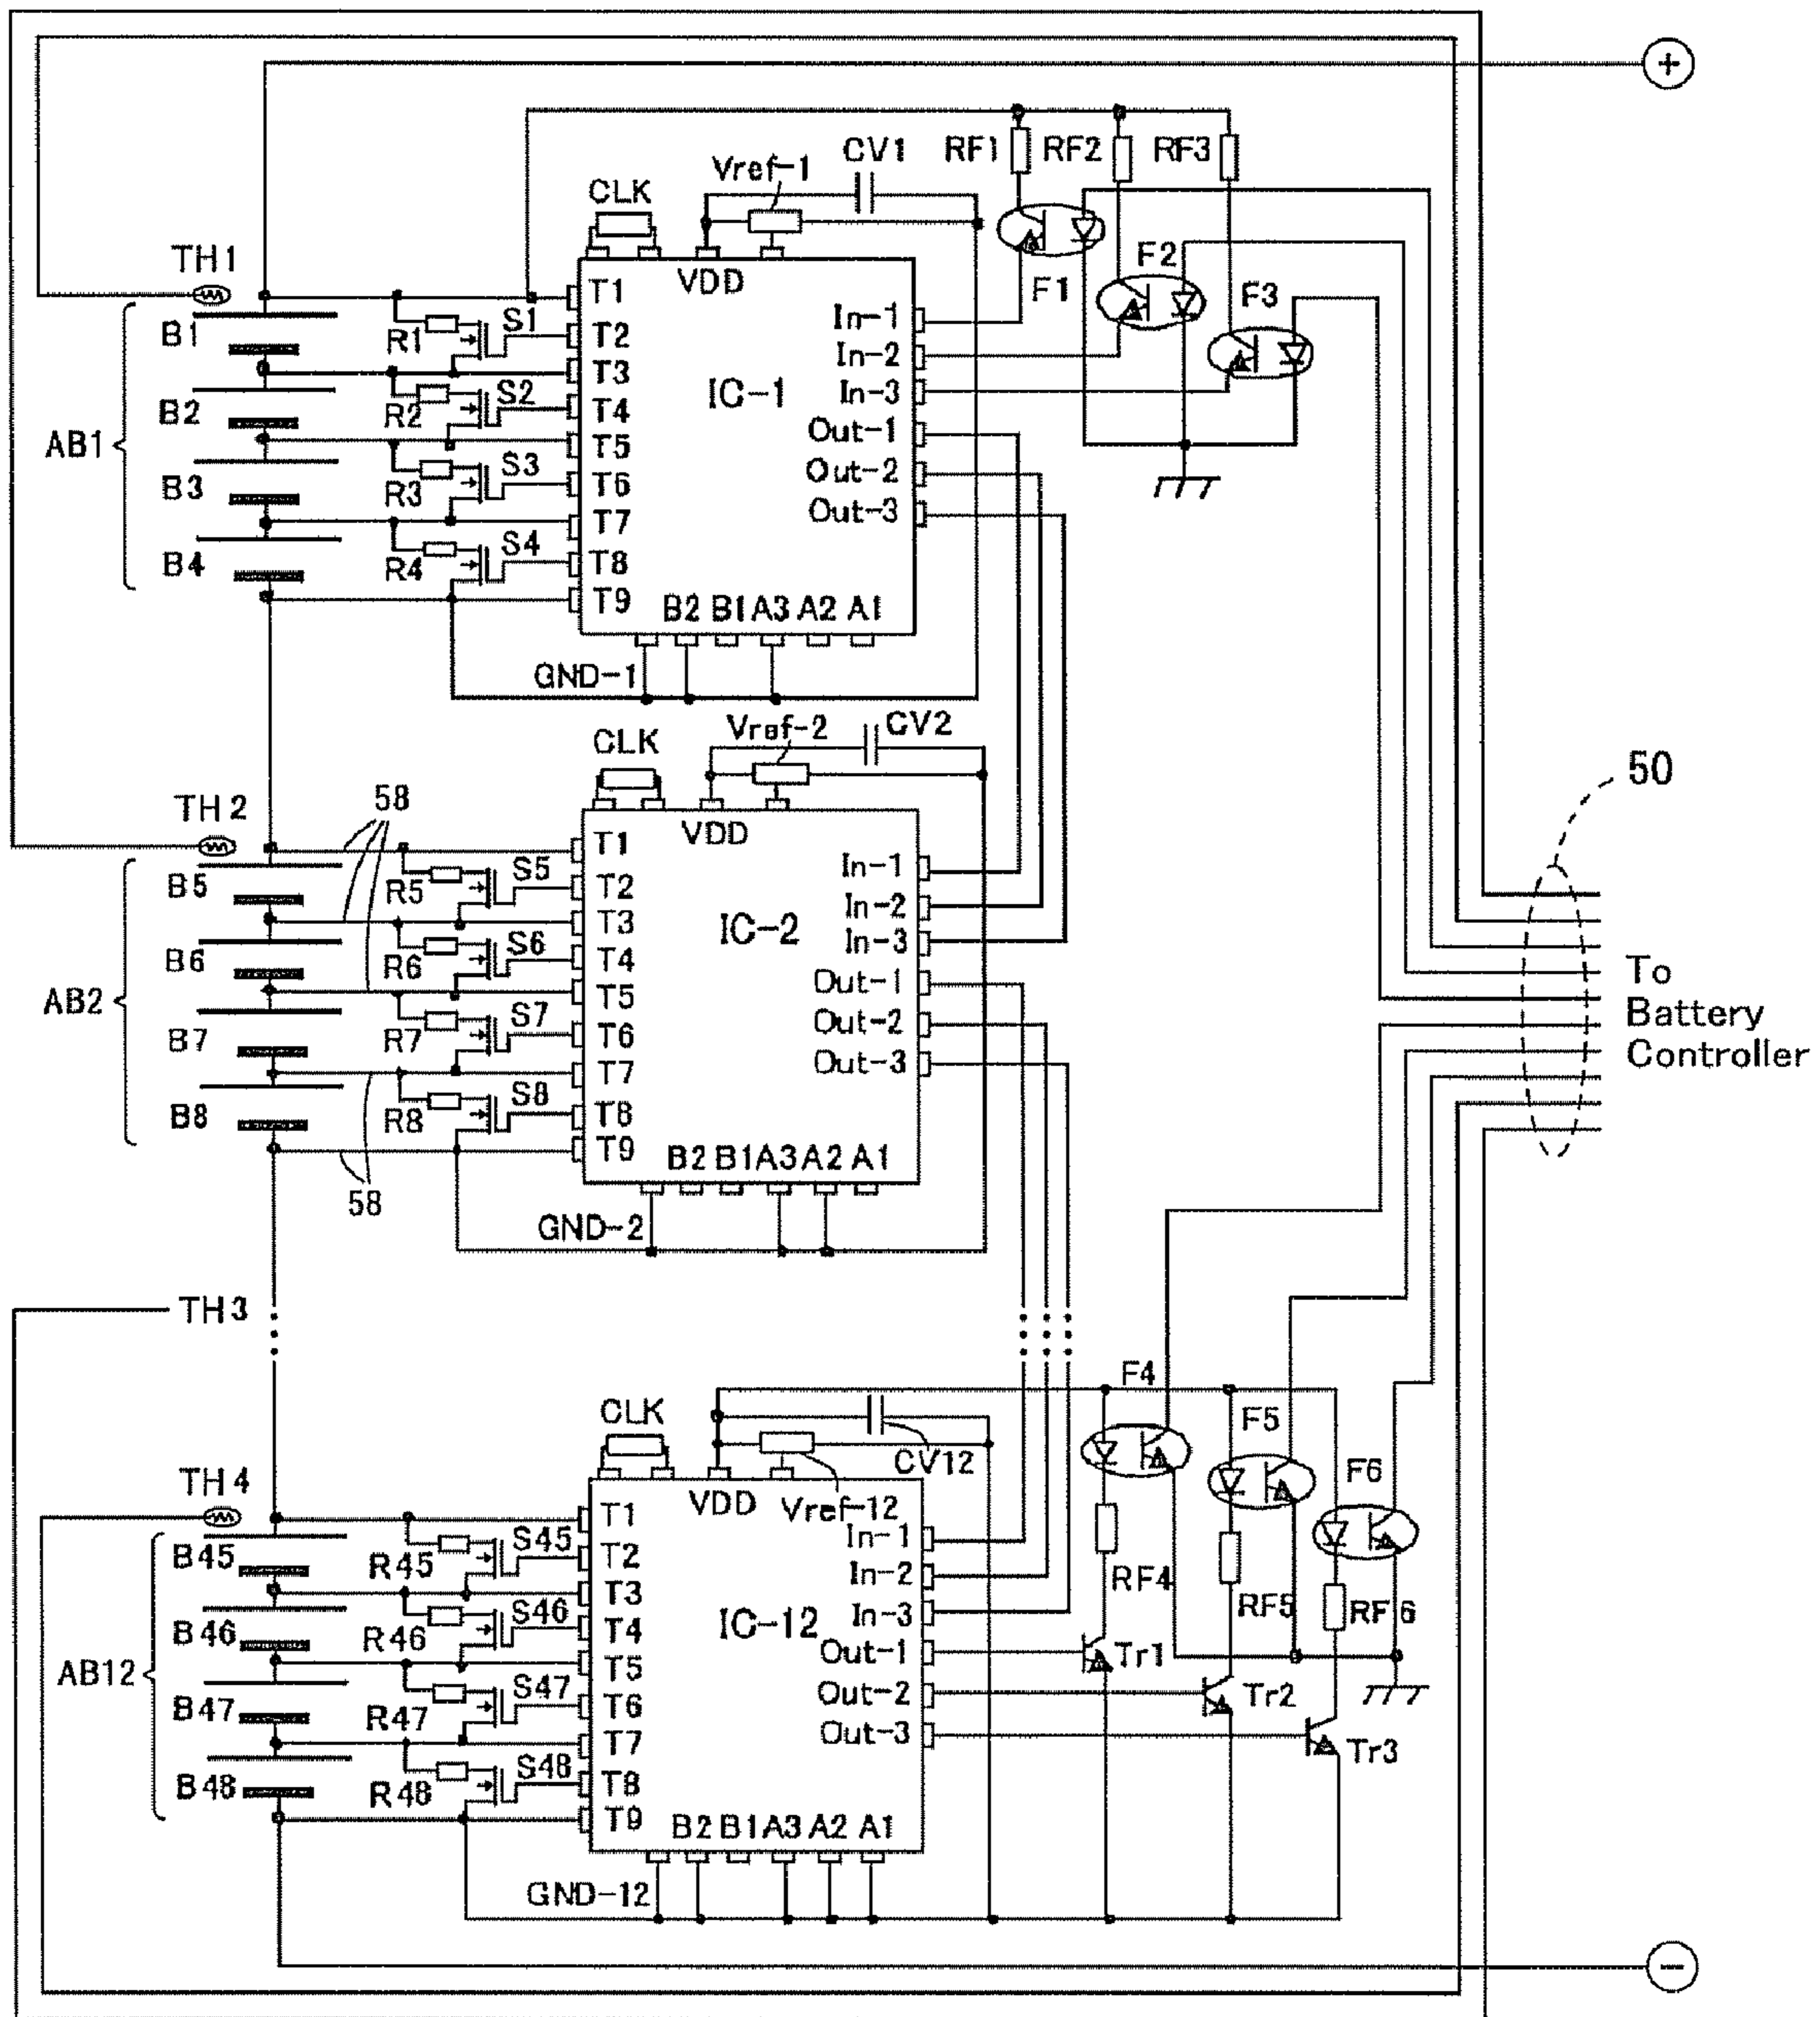 +
CV1 RF1 RF2 RF3
Vref-1
CLK
TH1 VDD F2
T1 F1 F3
B1 R1 S1 T2 In-1
T3 In-2
B2 R2 S2 T4 IC-1 In-3
AB1 T5 Out-1
B3 R3 S3 T6 Out-2
T7 Out-3
B4 R4 S4 T8
T9 B2 B1 A3 A2 A1
GND-1
Vref-2 CV2
CLK
50
58
TH2 VDD
T1
B5 R5 S5 T2 In-1
T3 IC-2 In-2
B6 R6 S6 T4 In-3
AB2 T5 Out-1
B7 R7 S7 T6 Out-2
T7 Out-3
B8 R8 S8 T8
T9 B2 B1 A3 A2 A1
To
Battery
Controller
58
GND-2
TH3
F4
CLK F5
CV12
TH4 VDD Vref-12 F6
T1 In-1
B45 R45 S45 T2 In-2 RF4
T3 IC-12 In-3 RF5 RF6
B46 R46 S46 T4 Out-1 Tr1
AB12 T5 Out-2 Tr2
B47 R47 S47 T6 Out-3 Tr3
T7
B48 R48 S48 T8
T9 B2 B1 A3 A2 A1
GND-12
−